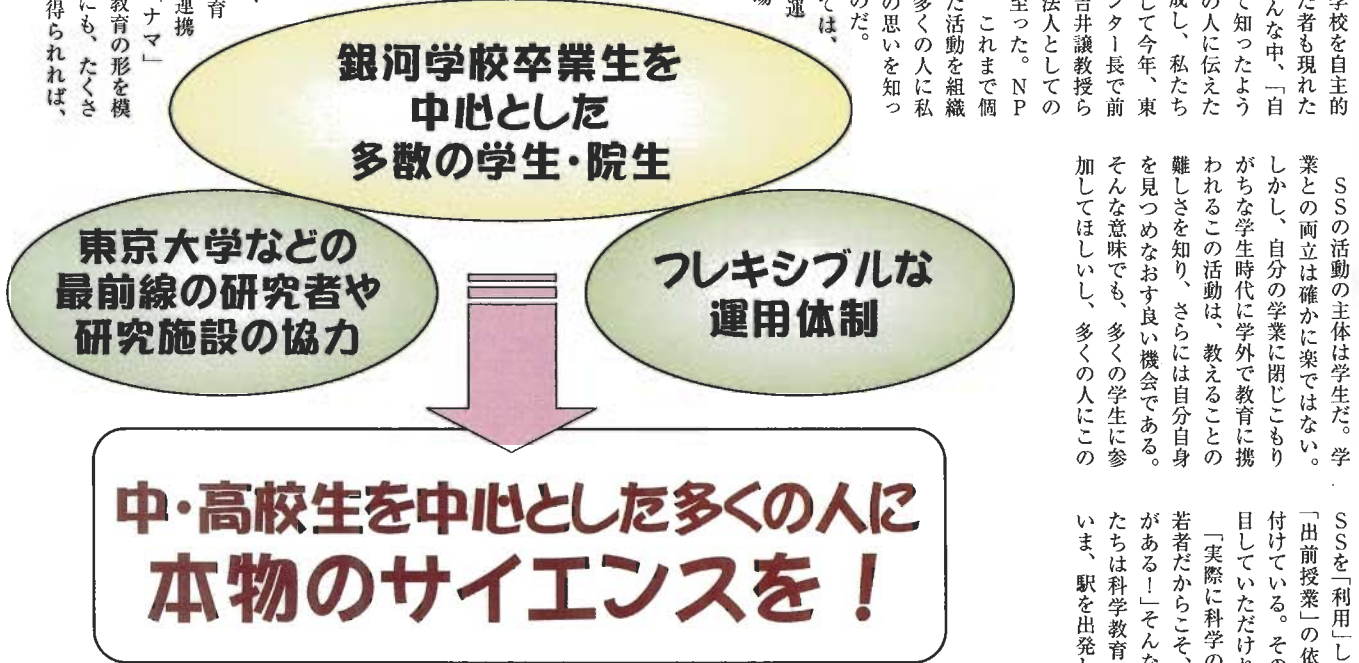 学校を自主的
た者も現れた
んな中、「自
て知ったよう
の人に伝えた
成し、私たち
して今年、東
ンター長で前
吉井讓教授ら
法人としての
至った。NP
これまで個
た活動を組織
多くの人に私
の思いを知っ
のだ。
ては、
運
場
育
連携
「ナマ」
教育の形を模
にも、たくさ
得られれば、
SSの活動の主体は学生だ。学
業との両立は確かに楽ではない。
しかし、自分の学業に閉じこもり
がちな学生時代に学外で教育に携
われるこの活動は、教えることの
難しさを知り、さらには自分自身
を見つめなおす良い機会である。
そんな意味でも、多くの学生に参
加してほしいし、多くの人にこの
SSを「利用」し
「出前授業」の依
付けている。その
目していただけ
「実際に科学の
若者だからこそ、
がある!」そんな
たちは科学教育
いま、駅を出発
銀河学校卒業生を
中心とした
多数の学生・院生
東京大学などの
最前線の研究者や
研究施設の協力
フレキシブルな
運用体制
中・高校生を中心とした多くの人に
本物のサイエンスを！